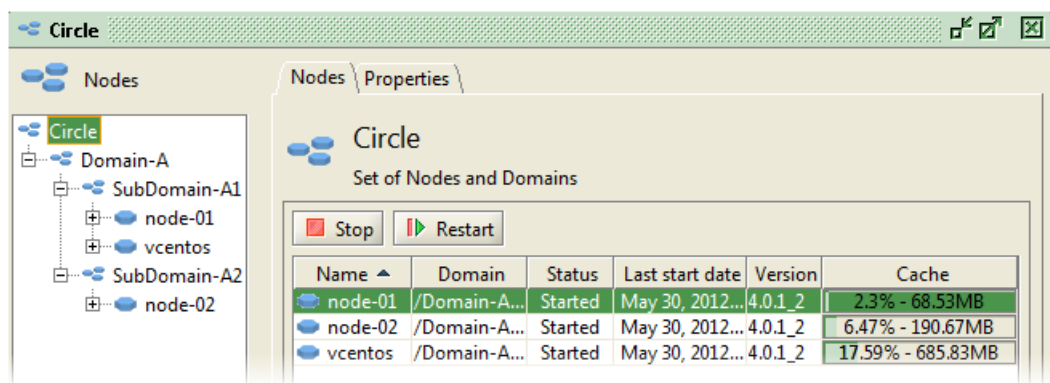 Circle
Nodes
Nodes Properties
Circle
Domain-A
SubDomain-A1
node-01
vcentos
SubDomain-A2
node-02
Circle
Set of Nodes and Domains
Stop Restart
Name Domain Status Last start date Version Cache
node-01 /Domain-A... Started May 30, 2012... 4.0.1_2 2.3% - 68.53MB
node-02 /Domain-A... Started May 30, 2012... 4.0.1_2 6.47% - 190.67MB
vcentos /Domain-A... Started May 30, 2012... 4.0.1_2 17.59% - 685.83MB